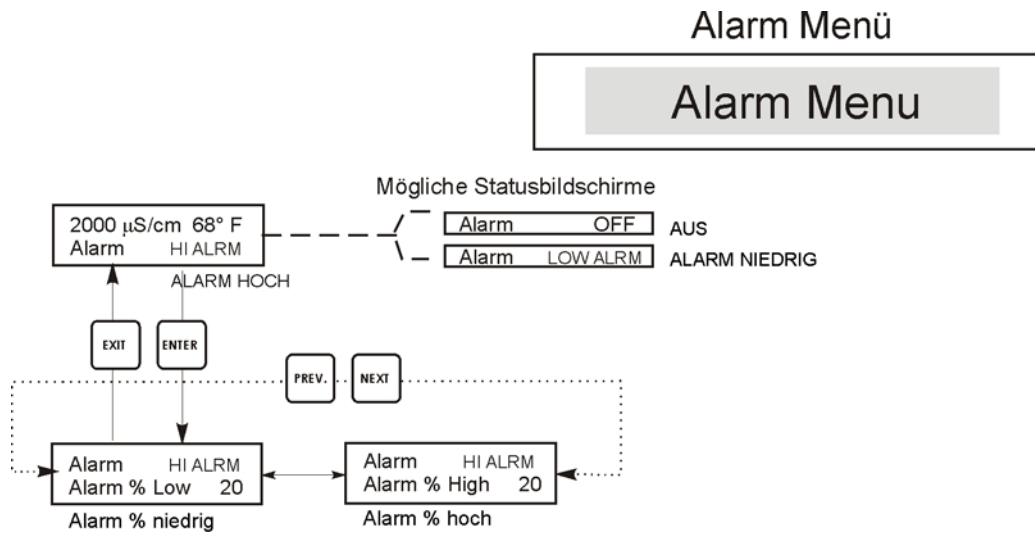 Alarm Menü
Alarm Menu
Mögliche Statusbildschirme
2000 µS/cm 68° F
Alarm HI ALRM
ALARM HOCH
Alarm OFF AUS
Alarm LOW ALRM ALARM NIEDRIG
EXIT ENTER
PREV. NEXT
Alarm HI ALRM
Alarm % Low 20
Alarm % niedrig
Alarm HI ALRM
Alarm % High 20
Alarm % hoch